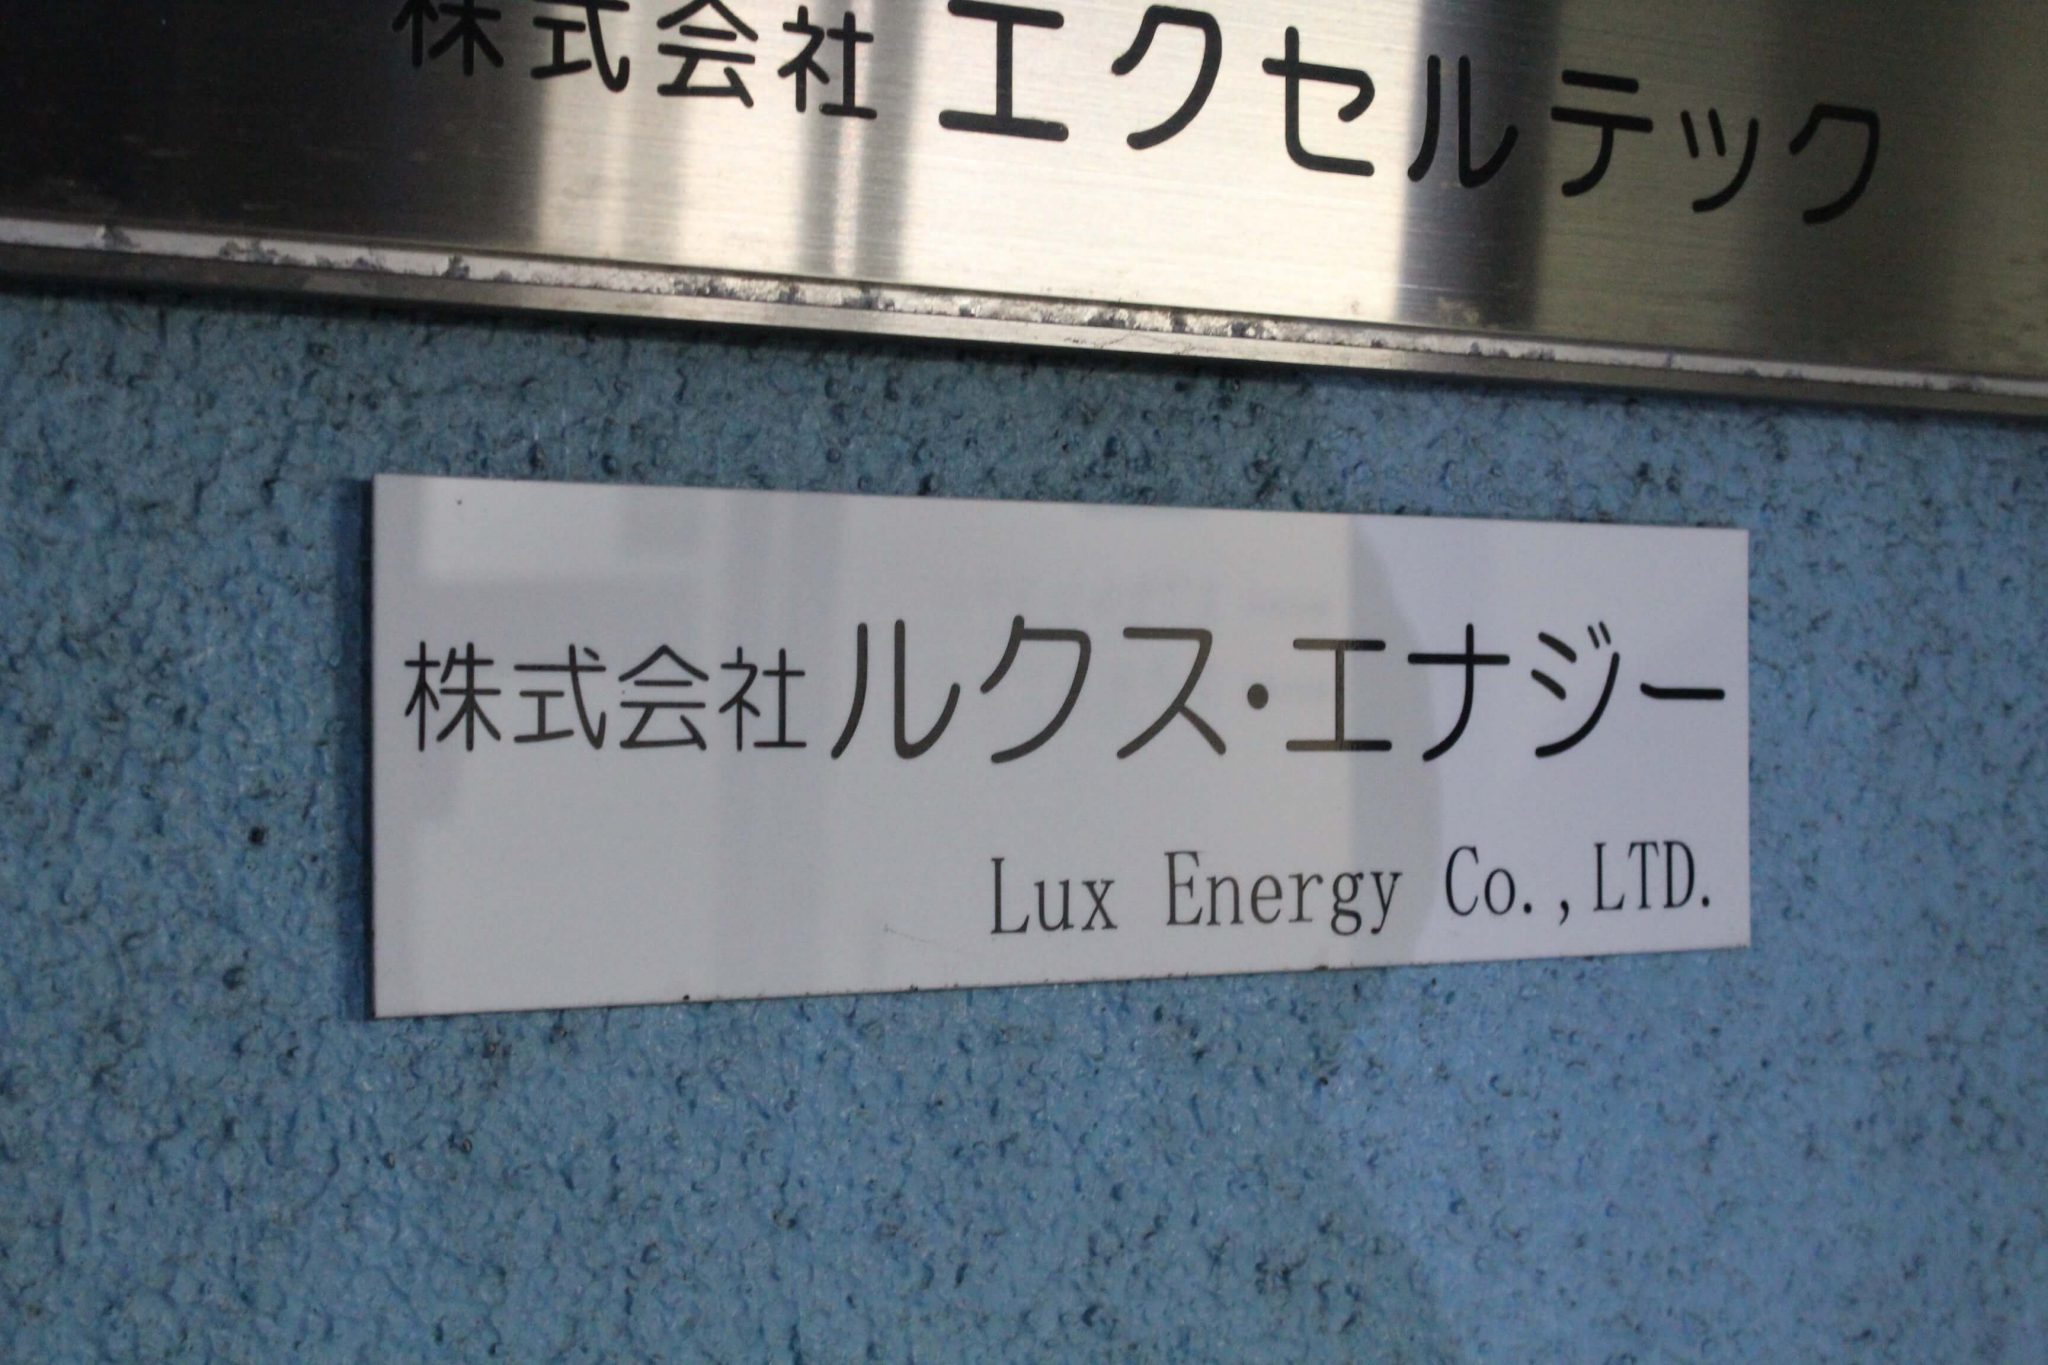 株式会社エクセルテック
株式会社ルクス・エナジー
Lux Energy Co.,LTD.